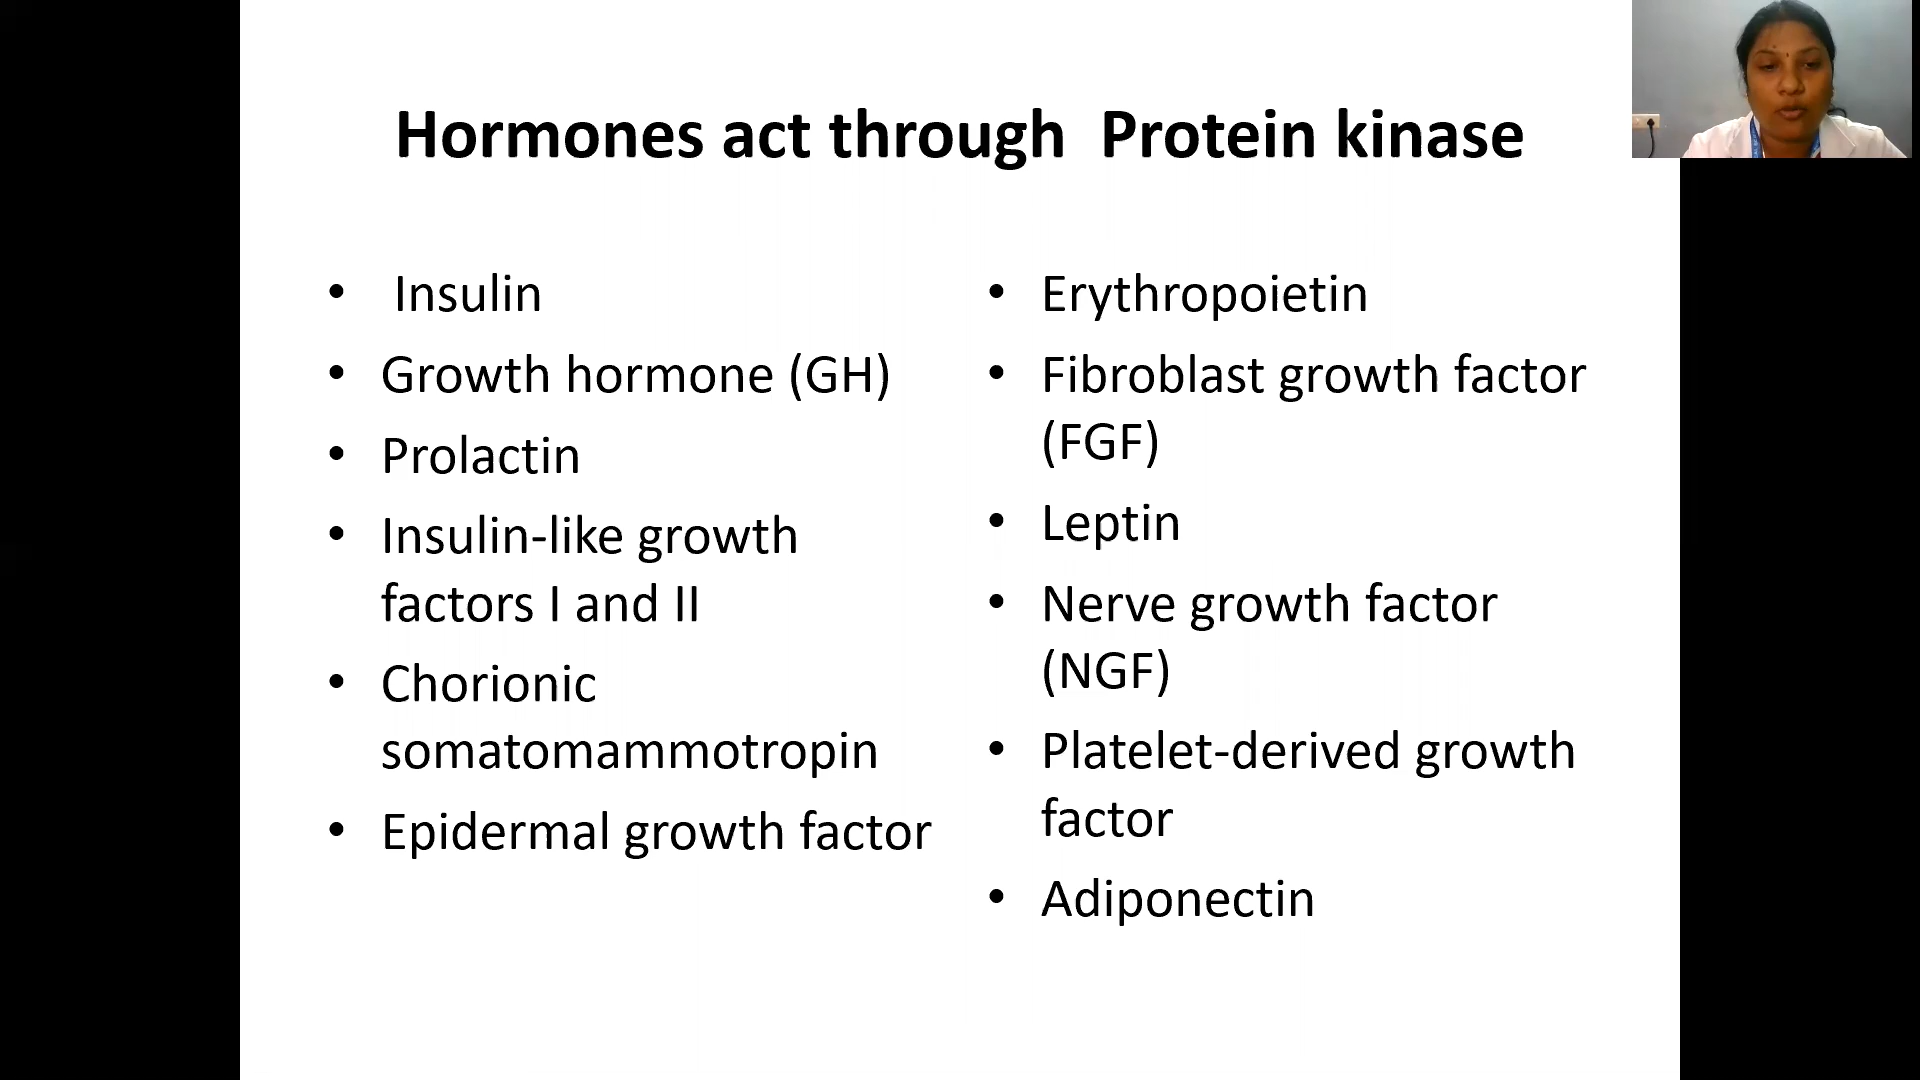 Hormones act through Protein kinase
• Insulin
• Growth hormone (GH)
• Prolactin
• Insulin-like growth
factors I and II
• Chorionic
somatomammotropin
• Epidermal growth factor
• Erythropoietin
• Fibroblast growth factor
(FGF)
• Leptin
• Nerve growth factor
(NGF)
• Platelet-derived growth
factor
• Adiponectin